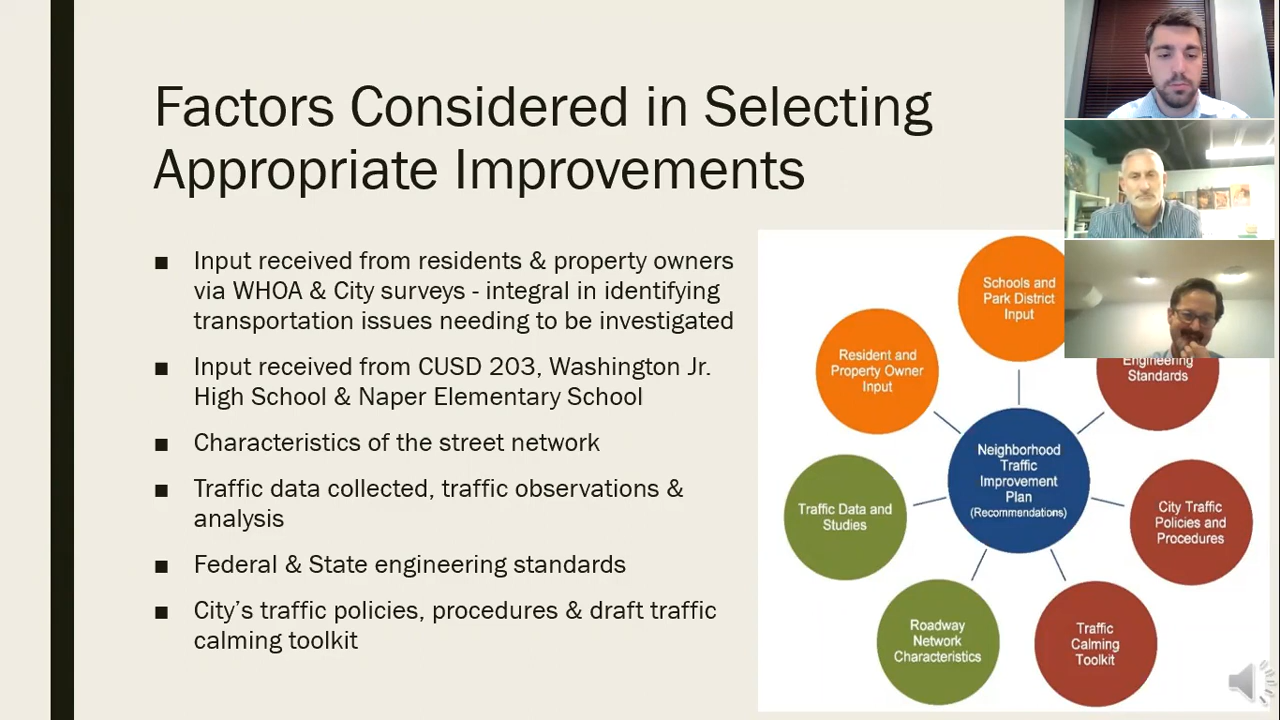 Factors Considered in Selecting
Appropriate Improvements
■ Input received from residents & property owners
via WHOA & City surveys - integral in identifying
transportation issues needing to be investigated
■ Input received from CUSD 203, Washington Jr.
High School & Naper Elementary School
■ Characteristics of the street network
■ Traffic data collected, traffic observations &
analysis
■ Federal & State engineering standards
■ City's traffic policies, procedures & draft traffic
calming toolkit
Schools and
Park District
Input
Resident and
Property Owner
Input
Engineering
Standards
Neighborhood
Traffic
Improvement
Plan
(Recommendations)
Traffic Data and
Studies
City Traffic
Policies and
Procedures
Roadway
Network
Characteristics
Traffic
Calming
Toolkit